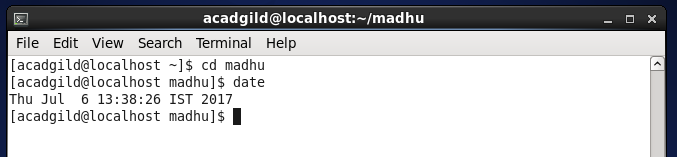 acadgild@localhost:~/madhu
File Edit View Search Terminal Help
[acadgild@localhost ~]$ cd madhu
[acadgild@localhost madhu]$ date
Thu Jul  6 13:38:26 IST 2017
[acadgild@localhost madhu]$